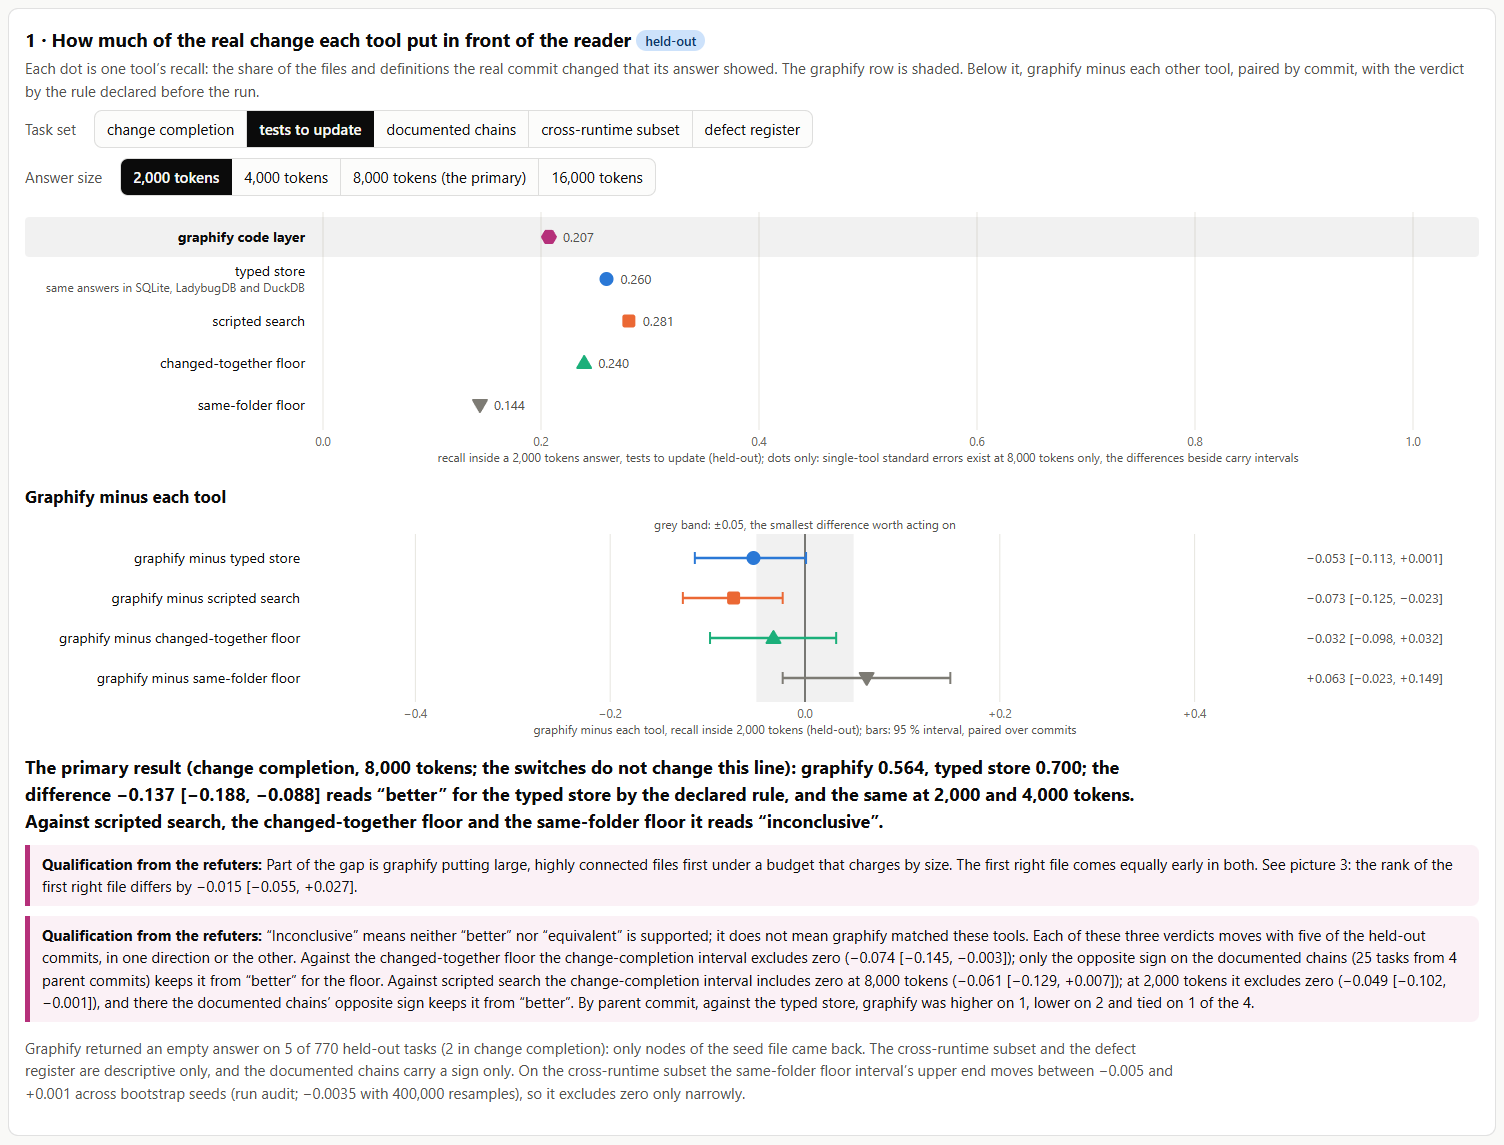 1 · How much of the real change each tool put in front of the reader held-out
Each dot is one tool’s recall: the share of the files and definitions the real commit changed that its answer showed. The graphify row is shaded. Below it, graphify minus each other tool, paired by commit, with the verdict
by the rule declared before the run.
Task set change completion tests to update documented chains cross-runtime subset defect register
Answer size 2,000 tokens 4,000 tokens 8,000 tokens (the primary) 16,000 tokens
graphify code layer 0.207
typed store 0.260
same answers in SQLite, LadybugDB and DuckDB
scripted search 0.281
changed-together floor 0.240
same-folder floor 0.144
0.0 0.2 0.4 0.6 0.8 1.0
recall inside a 2,000 tokens answer, tests to update (held-out); dots only: single-tool standard errors exist at 8,000 tokens only, the differences beside carry intervals
Graphify minus each tool
grey band: ±0.05, the smallest difference worth acting on
graphify minus typed store −0.053 [−0.113, +0.001]
graphify minus scripted search −0.073 [−0.125, −0.023]
graphify minus changed-together floor −0.032 [−0.098, +0.032]
graphify minus same-folder floor +0.063 [−0.023, +0.149]
−0.4 −0.2 0.0 +0.2 +0.4
graphify minus each tool, recall inside 2,000 tokens (held-out); bars: 95 % interval, paired over commits
The primary result (change completion, 8,000 tokens; the switches do not change this line): graphify 0.564, typed store 0.700; the
difference −0.137 [−0.188, −0.088] reads “better” for the typed store by the declared rule, and the same at 2,000 and 4,000 tokens.
Against scripted search, the changed-together floor and the same-folder floor it reads “inconclusive”.
Qualification from the refuters: Part of the gap is graphify putting large, highly connected files first under a budget that charges by size. The first right file comes equally early in both. See picture 3: the rank of the
first right file differs by −0.015 [−0.055, +0.027].
Qualification from the refuters: “Inconclusive” means neither “better” nor “equivalent” is supported; it does not mean graphify matched these tools. Each of these three verdicts moves with five of the held-out
commits, in one direction or the other. Against the changed-together floor the change-completion interval excludes zero (−0.074 [−0.145, −0.003]); only the opposite sign on the documented chains (25 tasks from 4
parent commits) keeps it from “better” for the floor. Against scripted search the change-completion interval includes zero at 8,000 tokens (−0.061 [−0.129, +0.007]); at 2,000 tokens it excludes zero (−0.049 [−0.102,
−0.001]), and there the documented chains’ opposite sign keeps it from “better”. By parent commit, against the typed store, graphify was higher on 1, lower on 2 and tied on 1 of the 4.
Graphify returned an empty answer on 5 of 770 held-out tasks (2 in change completion): only nodes of the seed file came back. The cross-runtime subset and the defect
register are descriptive only, and the documented chains carry a sign only. On the cross-runtime subset the same-folder floor interval’s upper end moves between −0.005 and
+0.001 across bootstrap seeds (run audit; −0.0035 with 400,000 resamples), so it excludes zero only narrowly.